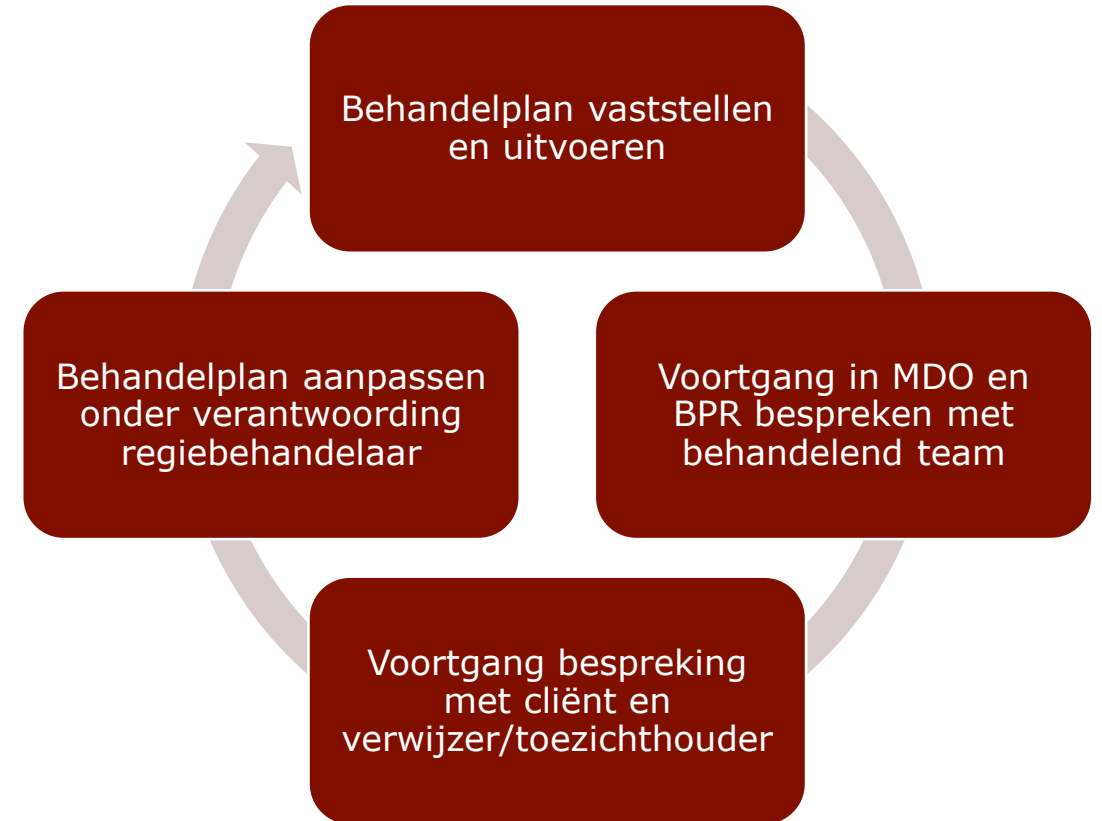 Behandelplan vaststellen
en uitvoeren
Voortgang in MDO en
BPR bespreken met
behandelend team
Voortgang bespreking
met cliënt en
verwijzer/toezichthouder
Behandelplan aanpassen
onder verantwoording
regiebehandelaar